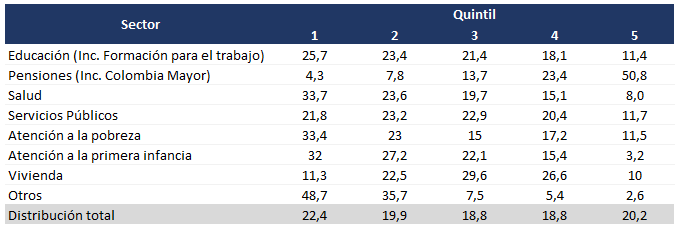 Sector Quintil
1 2 3 4 5
Educación (Inc. Formación para el trabajo) 25,7 23,4 21,4 18,1 11,4
Pensiones (Inc. Colombia Mayor) 4,3 7,8 13,7 23,4 50,8
Salud 33,7 23,6 19,7 15,1 8,0
Servicios Públicos 21,8 23,2 22,9 20,4 11,7
Atención a la pobreza 33,4 23 15 17,2 11,5
Atención a la primera infancia 32 27,2 22,1 15,4 3,2
Vivienda 11,3 22,5 29,6 26,6 10
Otros 48,7 35,7 7,5 5,4 2,6
Distribución total 22,4 19,9 18,8 18,8 20,2